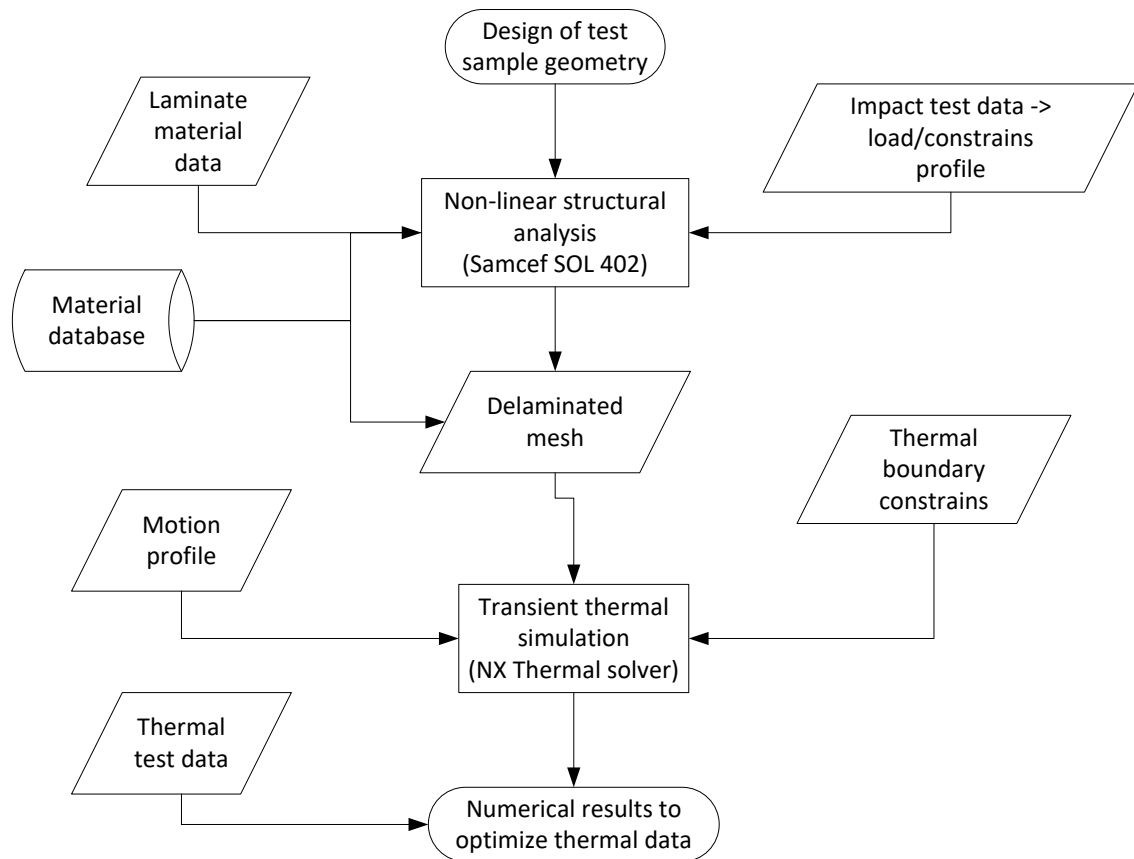 Design of test
sample geometry
Laminate
material
data
Impact test data ->
load/constrains
profile
Non-linear structural
analysis
(Samcef SOL 402)
Material
database
Delaminated
mesh
Thermal
boundary
constrains
Motion
profile
Transient thermal
simulation
(NX Thermal solver)
Thermal
test data
Numerical results to
optimize thermal data